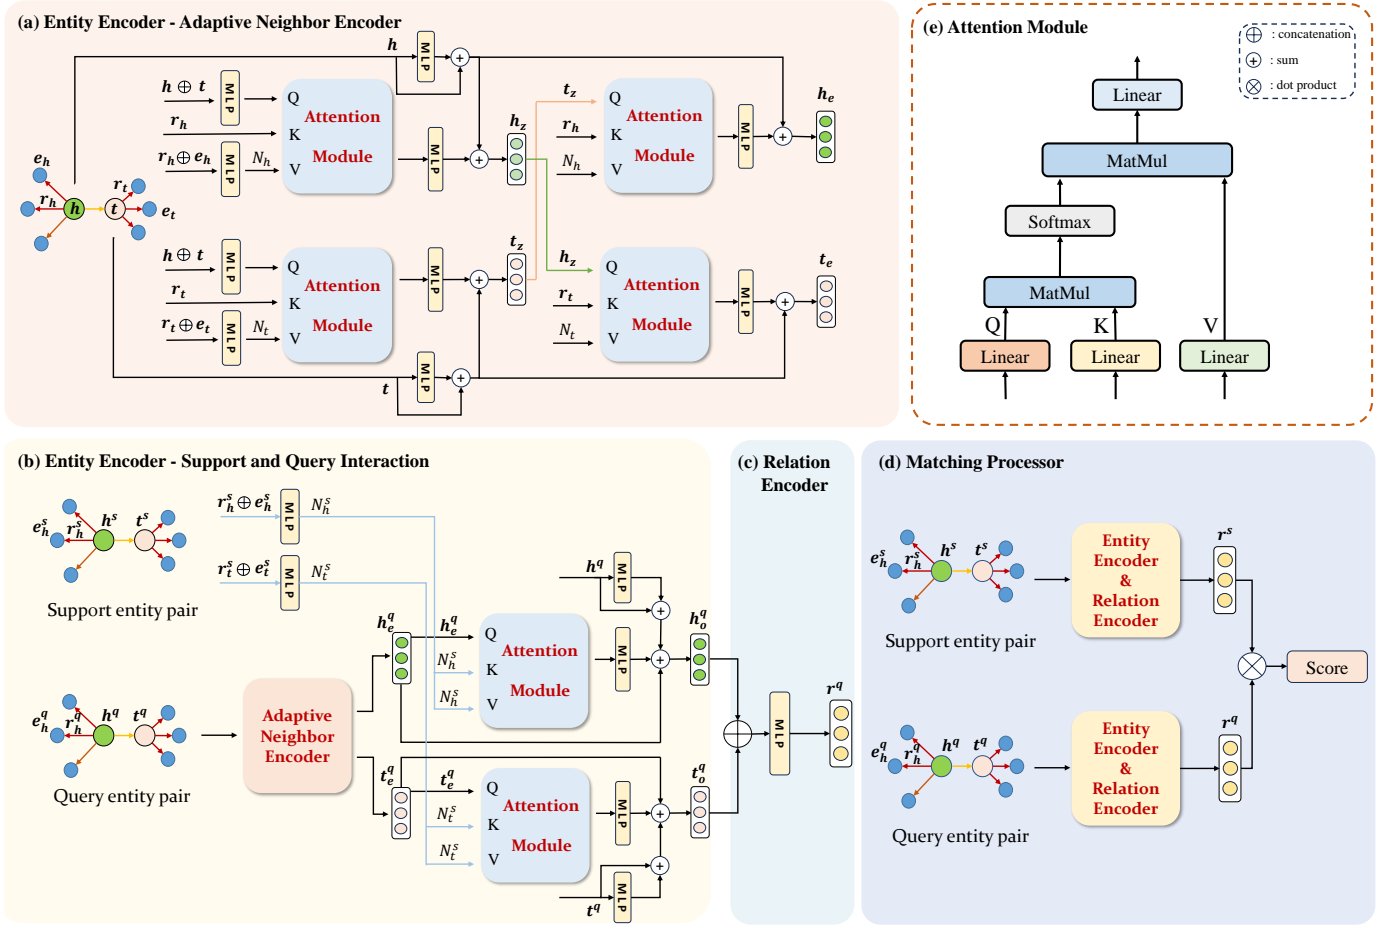 (a) Entity Encoder - Adaptive Neighbor Encoder
h
MLP
h ⊕ t
MLP
Q
r_h
K
r_h ⊕ e_h
MLP
N_h
V
Attention
Module
MLP
h_z
t_z
Q
r_h
K
N_h
V
Attention
Module
MLP
h_e
e_h
r_h
h
t
r_t
e_t
h ⊕ t
MLP
Q
r_t
K
r_t ⊕ e_t
MLP
N_t
V
Attention
Module
MLP
t_z
h_z
Q
r_t
K
N_t
V
Attention
Module
MLP
t_e
t
MLP
(e) Attention Module
⊕ : concatenation
+ : sum
⊗ : dot product
Linear
MatMul
Softmax
MatMul
Q
K
V
Linear
Linear
Linear
(b) Entity Encoder - Support and Query Interaction
e_h^s
r_h^s
h^s
t^s
Support entity pair
r_h^s ⊕ e_h^s
MLP
N_h^s
r_t^s ⊕ e_t^s
MLP
N_t^s
h^q
MLP
h_e^q
h_e^q
Q
N_h^s
K
N_h^s
V
Attention
Module
MLP
h_o^q
e_h^q
r_h^q
h^q
t^q
Query entity pair
Adaptive
Neighbor
Encoder
t_e^q
t_e^q
Q
N_t^s
K
N_t^s
V
Attention
Module
MLP
t_o^q
t^q
MLP
(c) Relation
Encoder
MLP
r^q
(d) Matching Processor
e_h^s
r_h^s
h^s
t^s
Support entity pair
Entity
Encoder
&
Relation
Encoder
r^s
Score
e_h^q
r_h^q
h^q
t^q
Query entity pair
Entity
Encoder
&
Relation
Encoder
r^q